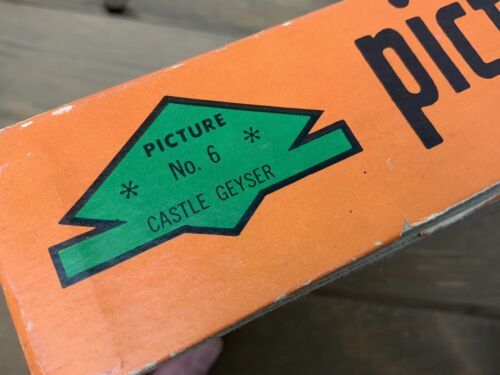 PICTURE
No. 6
* *
CASTLE GEYSER
pict